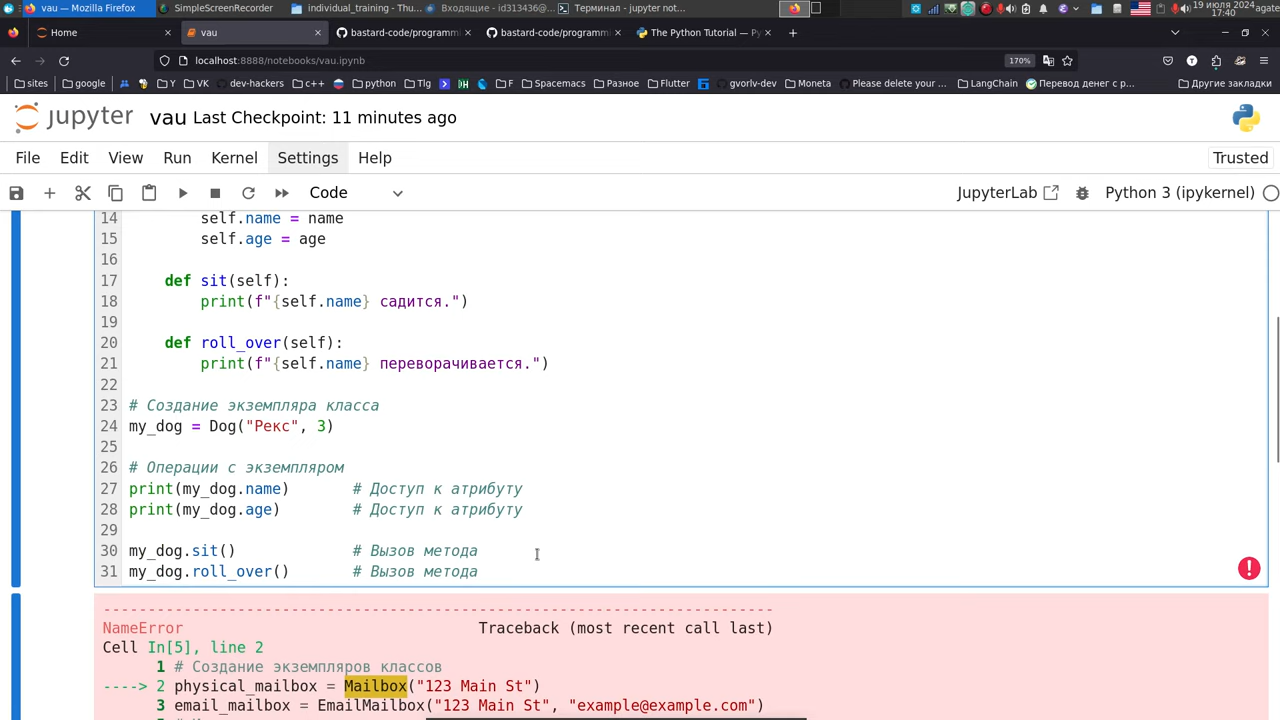 vau — Mozilla Firefox
SimpleScreenRecorder
individual_training - Thu...
Входящие - id313436@...
Терминал - jupyter not...
19 июля 2024
17:40
agate
Home
vau
bastard-code/programmi
bastard-code/programmi
The Python Tutorial — Py
localhost:8888/notebooks/vau.ipynb
170%
sites
google
Y
VK
dev-hackers
c++
python
Tlg
F
Spacemacs
Разное
Flutter
gvorlv-dev
Moneta
Please delete your ...
LangChain
Перевод денег с р...
Другие закладки
jupyter vau Last Checkpoint: 11 minutes ago
File Edit View Run Kernel Settings Help
Trusted
Code
JupyterLab
Python 3 (ipykernel)
14 self.name = name
15 self.age = age
16
17 def sit(self):
18 print(f"{self.name} садится.")
19
20 def roll_over(self):
21 print(f"{self.name} переворачивается.")
22
23 # Создание экземпляра класса
24 my_dog = Dog("Рекс", 3)
25
26 # Операции с экземпляром
27 print(my_dog.name) # Доступ к атрибуту
28 print(my_dog.age) # Доступ к атрибуту
29
30 my_dog.sit() # Вызов метода
31 my_dog.roll_over() # Вызов метода
---------------------------------------------------------------------------
NameError Traceback (most recent call last)
Cell In[5], line 2
1 # Создание экземпляров классов
----> 2 physical_mailbox = Mailbox("123 Main St")
3 email_mailbox = EmailMailbox("123 Main St", "example@example.com")